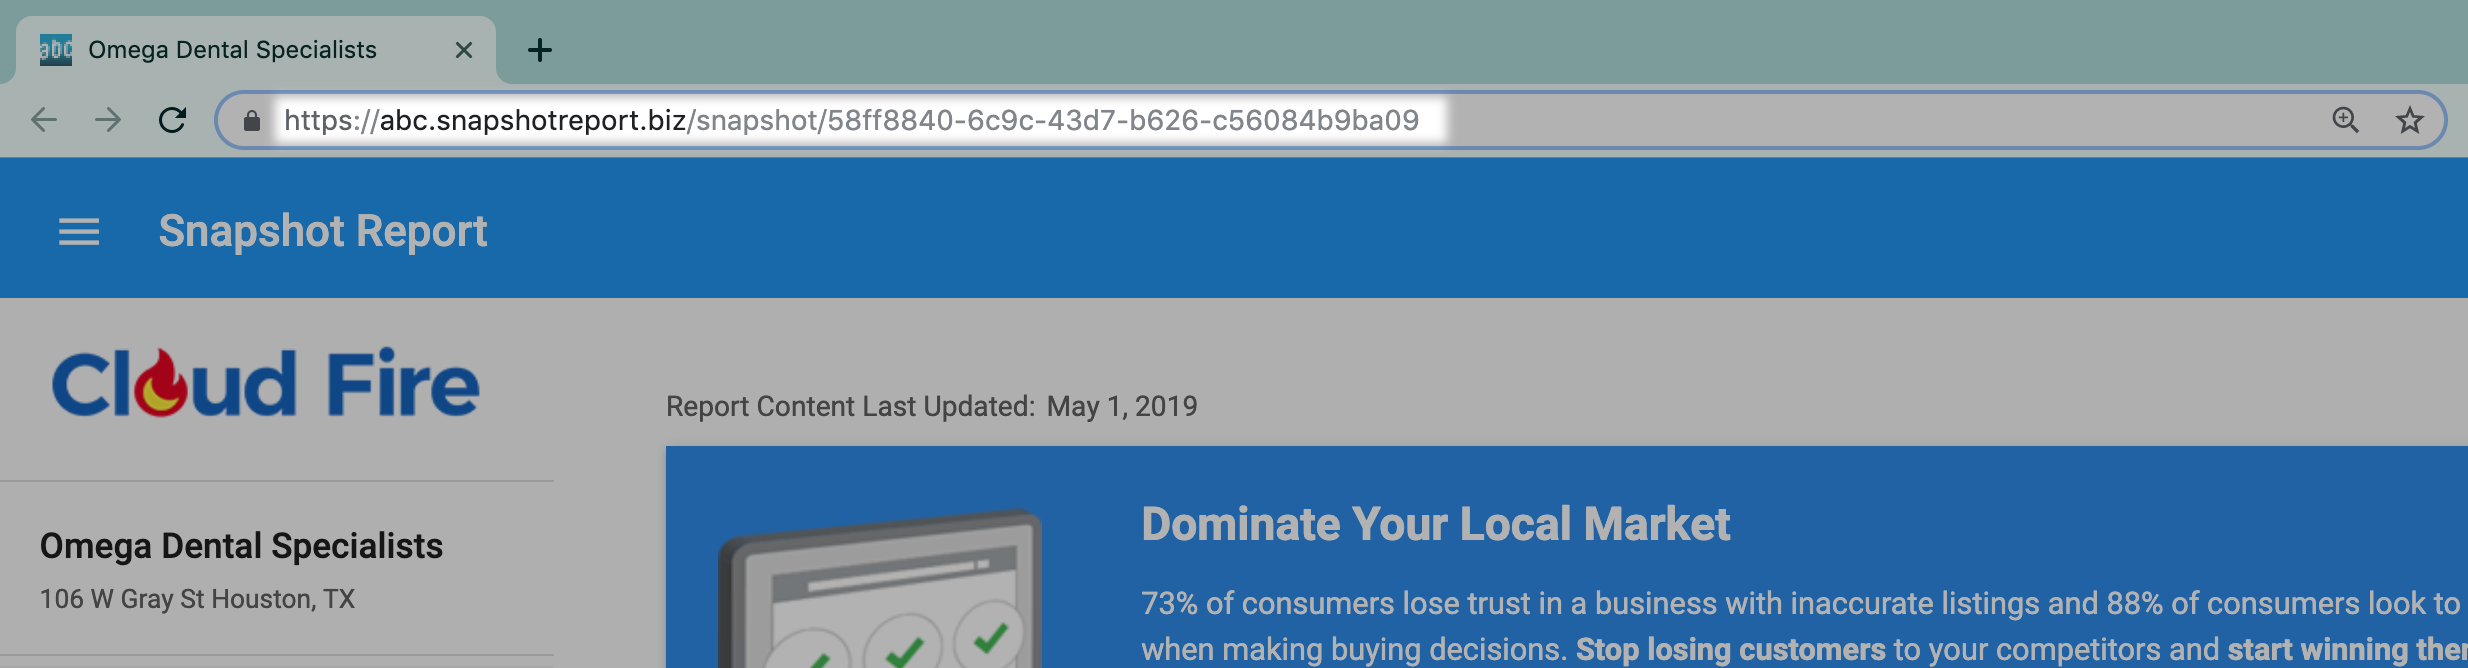 abc Omega Dental Specialists
https://abc.snapshotreport.biz/snapshot/58ff8840-6c9c-43d7-b626-c56084b9ba09
Snapshot Report
Cloud Fire
Omega Dental Specialists
106 W Gray St Houston, TX
Report Content Last Updated: May 1, 2019
Dominate Your Local Market
73% of consumers lose trust in a business with inaccurate listings and 88% of consumers look to
when making buying decisions. Stop losing customers to your competitors and start winning